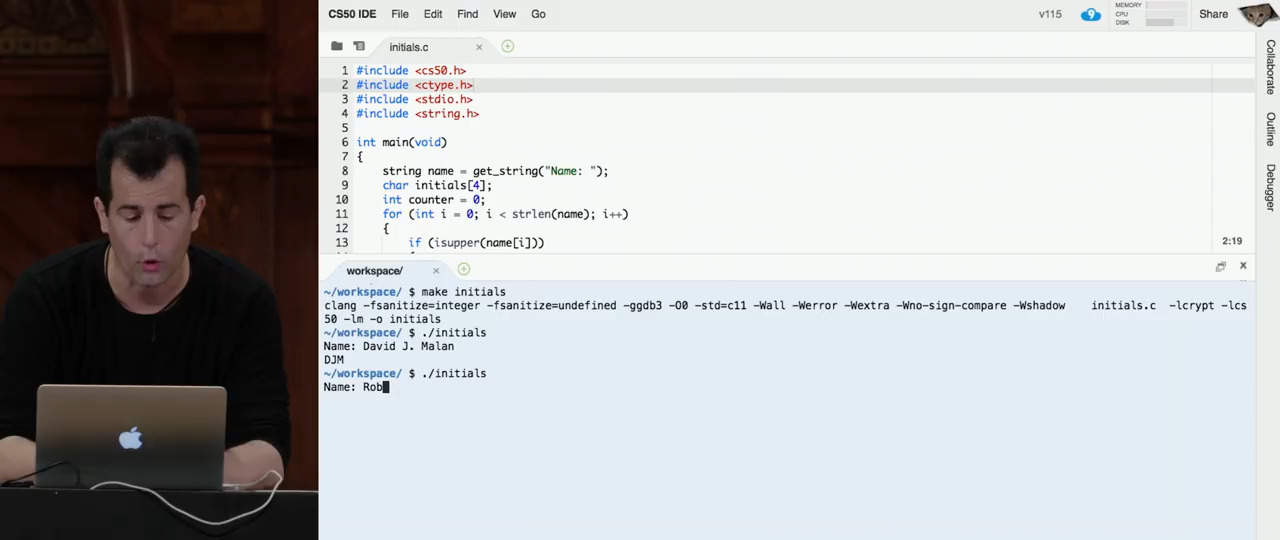 CS50 IDE File Edit Find View Go v115 9 MEMORY CPU DISK Share
initials.c
1 #include <cs50.h>
2 #include <ctype.h>
3 #include <stdio.h>
4 #include <string.h>
5
6 int main(void)
7 {
8 string name = get_string("Name: ");
9 char initials[4];
10 int counter = 0;
11 for (int i = 0; i < strlen(name); i++)
12 {
13 if (isupper(name[i]))
2:19
Collaborate
Outline
Debugger
workspace/
~/workspace/ $ make initials
clang -fsanitize=integer -fsanitize=undefined -ggdb3 -O0 -std=c11 -Wall -Werror -Wextra -Wno-sign-compare -Wshadow initials.c -lcrypt -lcs
50 -lm -o initials
~/workspace/ $ ./initials
Name: David J. Malan
DJM
~/workspace/ $ ./initials
Name: Rob